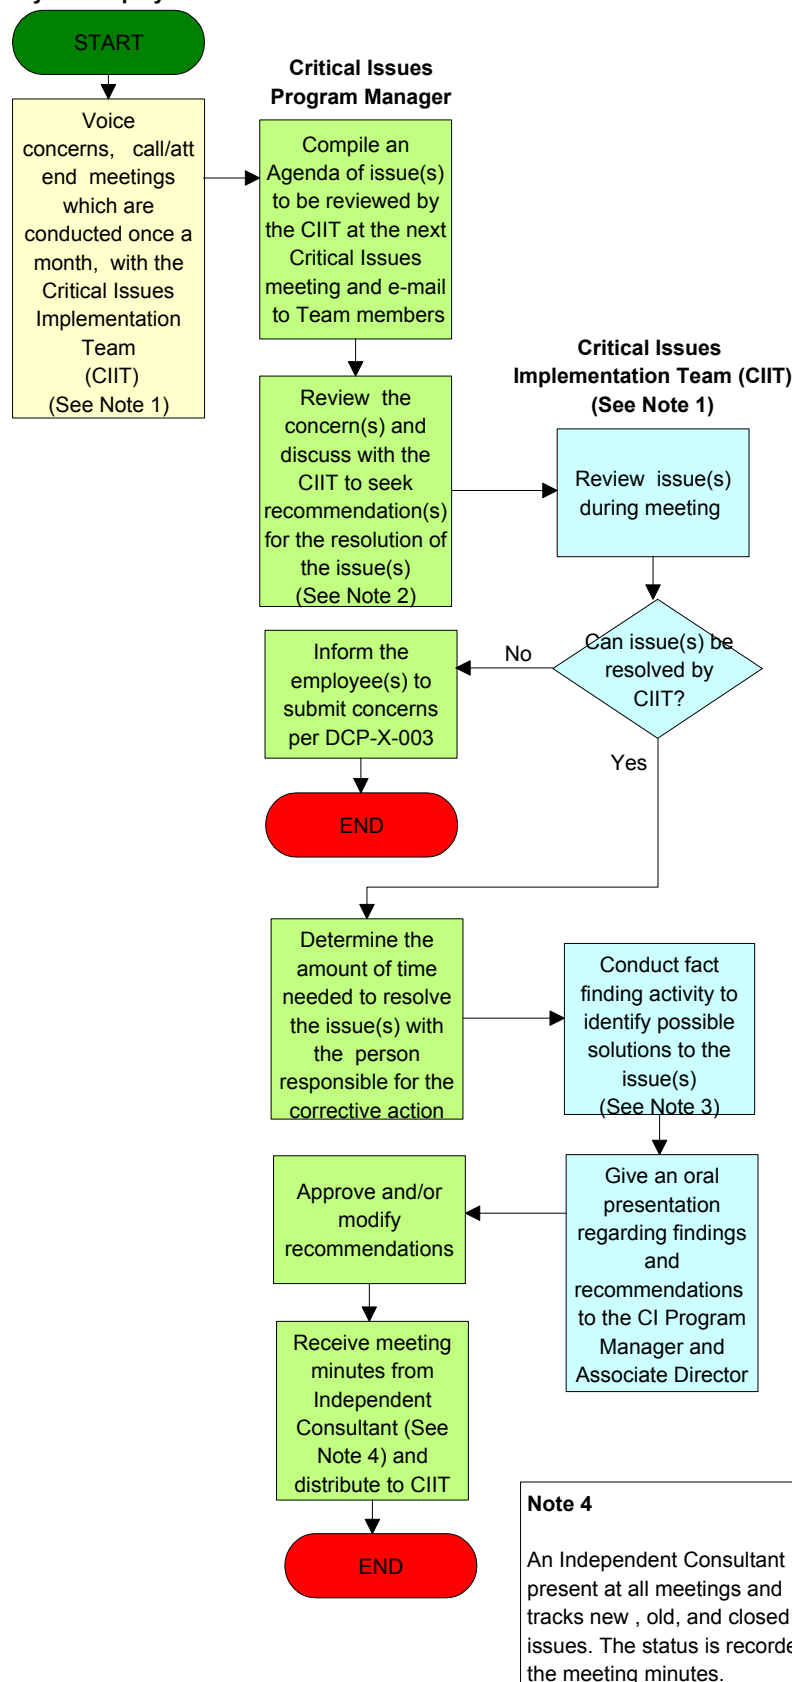 START
Voice
concerns, call/att
end meetings
which are
conducted once a
month, with the
Critical Issues
Implementation
Team
(CIIT)
(See Note 1)
Critical Issues
Program Manager
Compile an
Agenda of issue(s)
to be reviewed by
the CIIT at the next
Critical Issues
meeting and e-mail
to Team members
Review the
concern(s) and
discuss with the
CIIT to seek
recommendation(s)
for the resolution of
the issue(s)
(See Note 2)
Critical Issues
Implementation Team (CIIT)
(See Note 1)
Review issue(s)
during meeting
Can issue(s) be
resolved by
CIIT?
No
Inform the
employee(s) to
submit concerns
per DCP-X-003
END
Yes
Determine the
amount of time
needed to resolve
the issue(s) with
the person
responsible for the
corrective action
Conduct fact
finding activity to
identify possible
solutions to the
issue(s)
(See Note 3)
Give an oral
presentation
regarding findings
and
recommendations
to the CI Program
Manager and
Associate Director
Approve and/or
modify
recommendations
Receive meeting
minutes from
Independent
Consultant (See
Note 4) and
distribute to CIIT
END
Note 4
An Independent Consultant
present at all meetings and
tracks new , old, and closed
issues. The status is recorde
the meeting minutes.